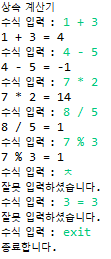 상속 계산기
수식 입력 : 1 + 3
1 + 3 = 4
수식 입력 : 4 - 5
4 - 5 = -1
수식 입력 : 7 * 2
7 * 2 = 14
수식 입력 : 8 / 5
8 / 5 = 1
수식 입력 : 7 % 3
7 % 3 = 1
수식 입력 : ㅊ
잘못 입력하셨습니다.
수식 입력 : 3 = 3
잘못 입력하셨습니다.
수식 입력 : exit
종료합니다.